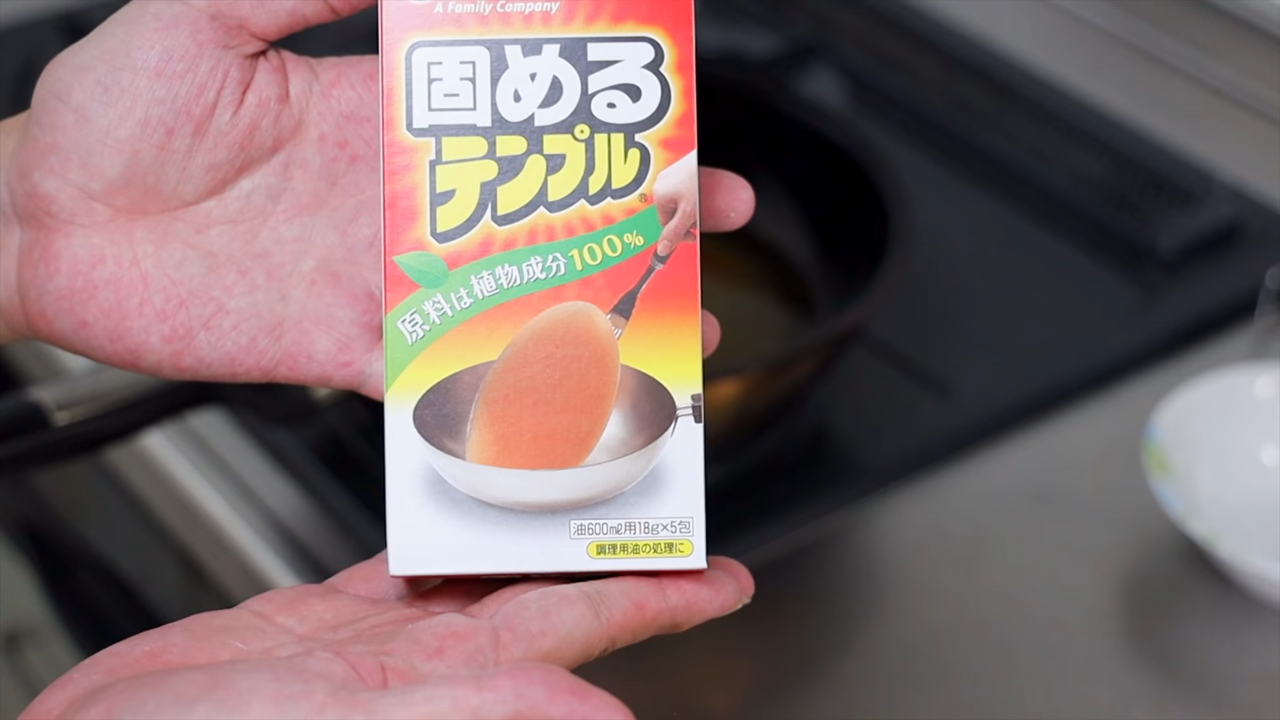 A Family Company
固める
テンプル®
原料は植物成分100%
油600mℓ用18g×5包
調理用油の処理に